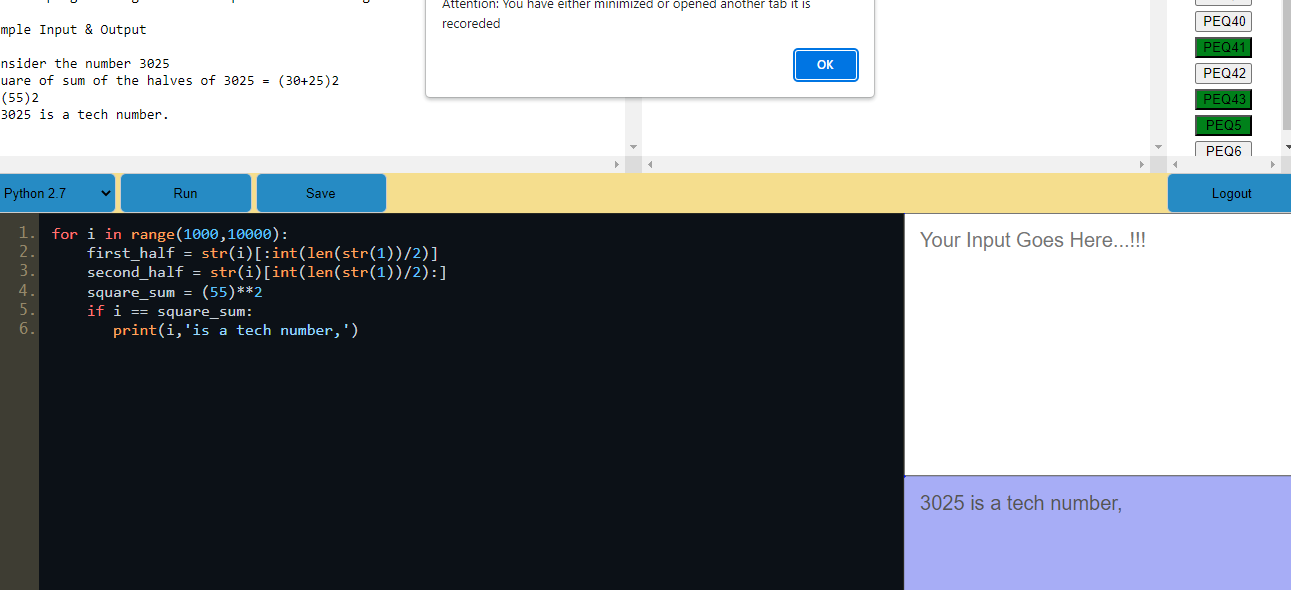 mple Input & Output
nsider the number 3025
uare of sum of the halves of 3025 = (30+25)2
(55)2
3025 is a tech number.
Attention: You have either minimized or opened another tab it is
recoreded
OK
PEQ40
PEQ41
PEQ42
PEQ43
PEQ5
PEQ6
Python 2.7
Run
Save
Logout
1. for i in range(1000,10000):
2. first_half = str(i)[:int(len(str(1))/2)]
3. second_half = str(i)[int(len(str(1))/2):]
4. square_sum = (55)**2
5. if i == square_sum:
6. print(i,'is a tech number,')
Your Input Goes Here...!!!
3025 is a tech number,